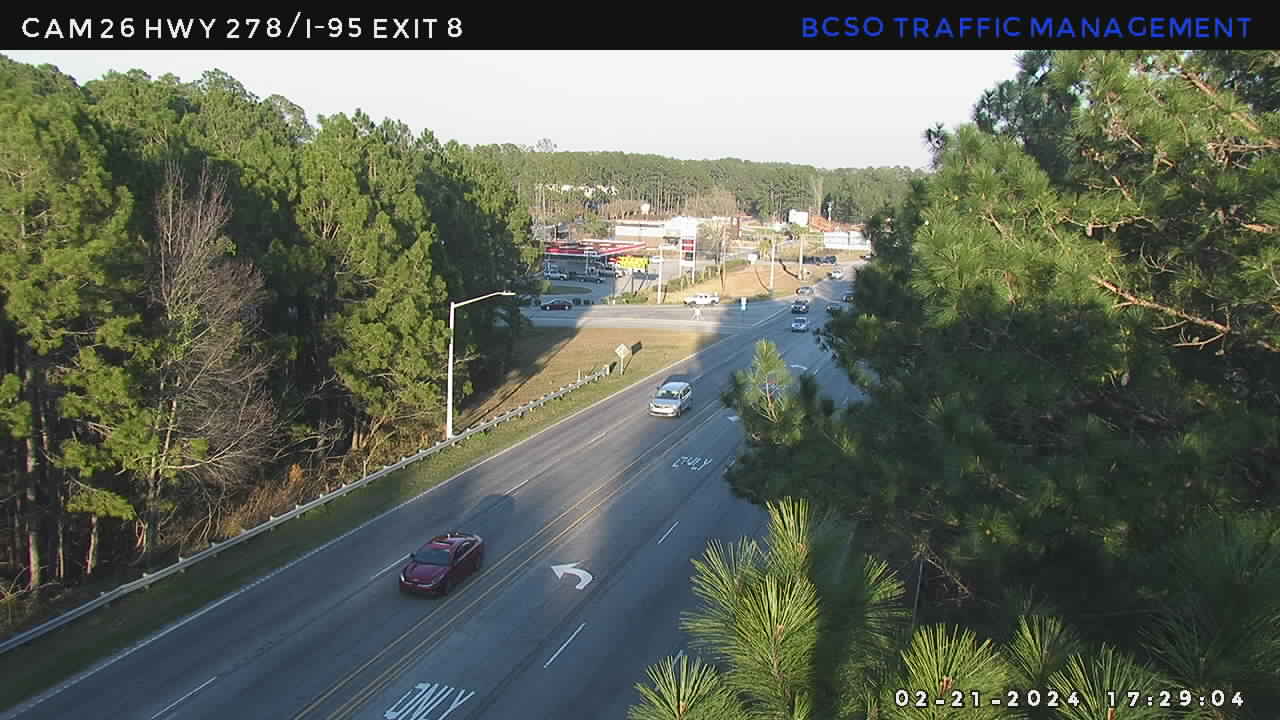 CAM 26 HWY 278/I-95 EXIT 8
BCSO TRAFFIC MANAGEMENT
ONLY
ONLY
02-21-2024 17:29:04